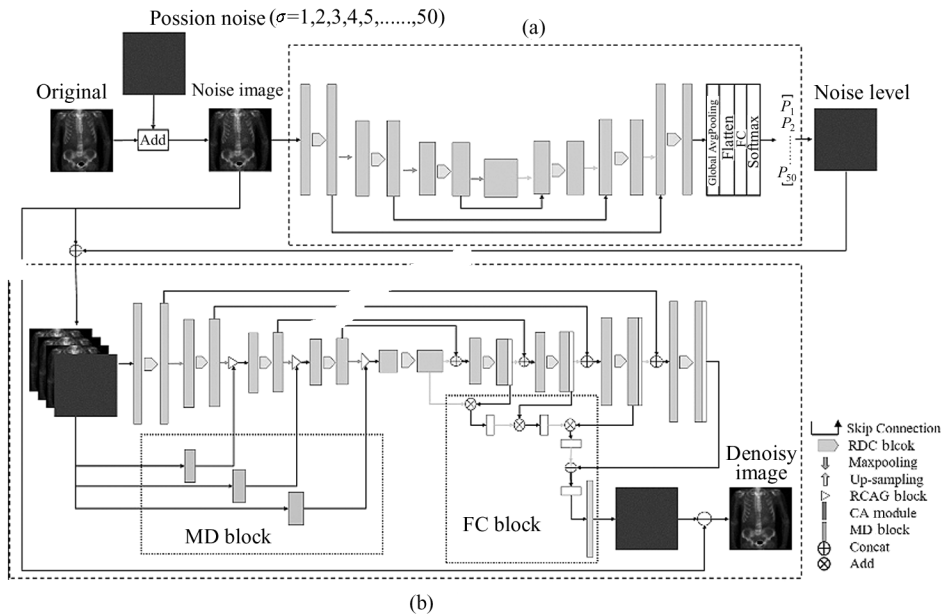 Possion noise (σ=1,2,3,4,5,......,50)
(a)
Original
Noise image
Noise level
Add
Global AvgPooling
Flatten
FC
Softmax
[P1
P2
......
P50]
MD block
FC block
Denoisy
image
Skip Connection
RDC blcok
Maxpooling
Up-sampling
RCAG block
CA module
MD block
Concat
Add
(b)